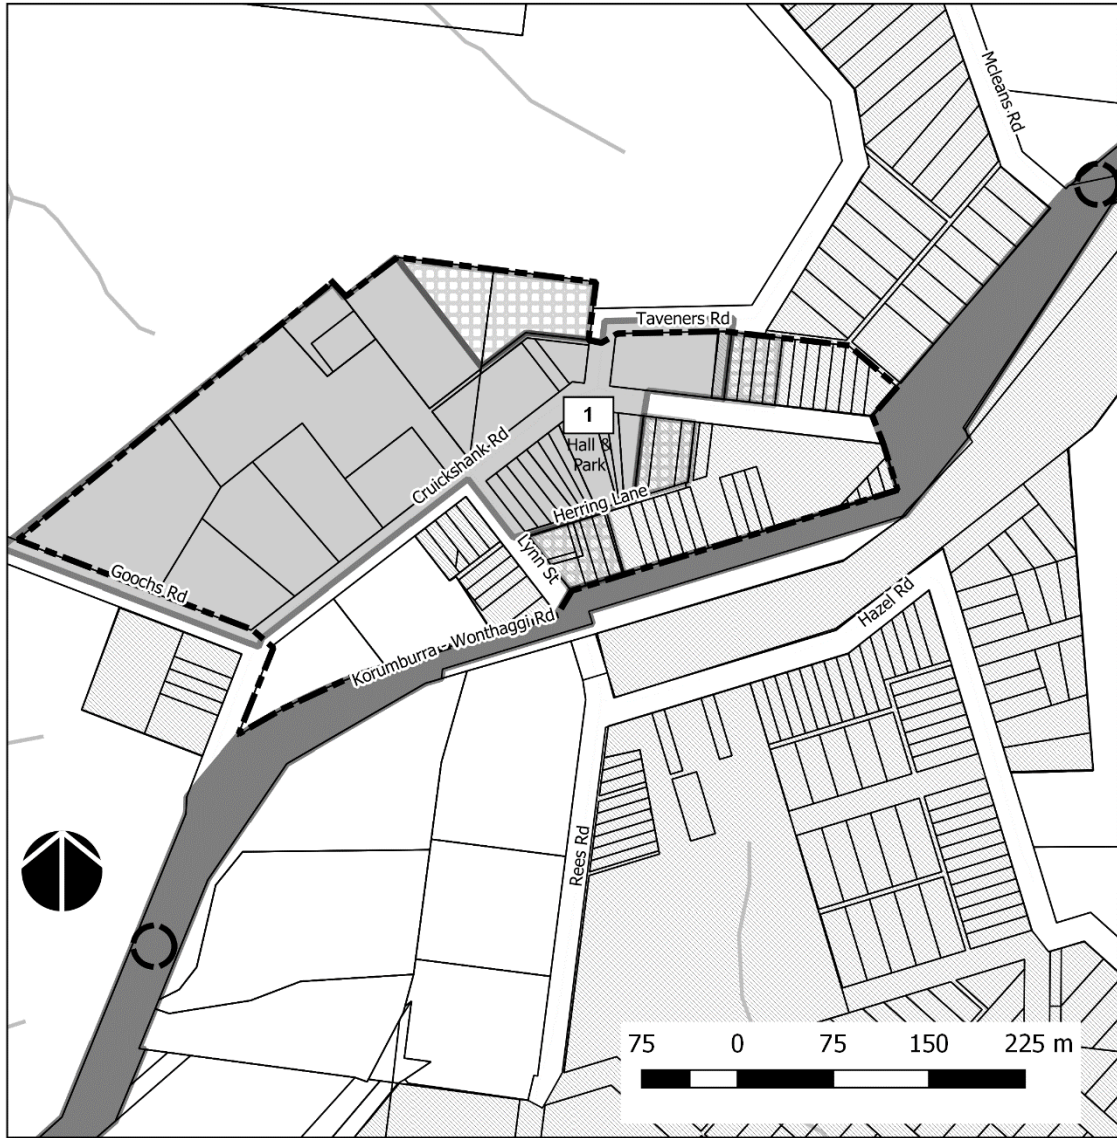 Mcleans Rd
Taveners Rd
1
Hall &
Park
Cruickshank Rd
Herring Lane
Lynn St
Goochs Rd
Hazel Rd
Korumburra - Wonthaggi Rd
Rees Rd
75 0 75 150 225 m